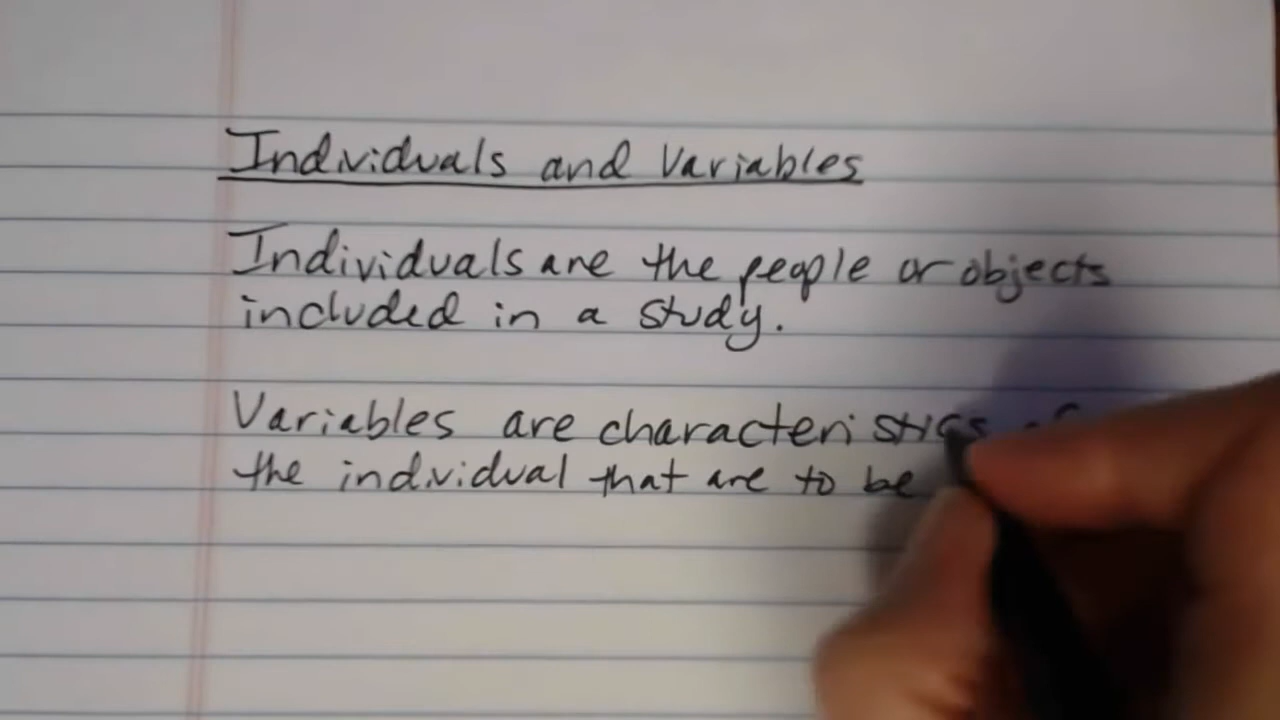 Individuals and Variables
Individuals are the people or objects
included in a study.
Variables are characteristics of
the individual that are to be